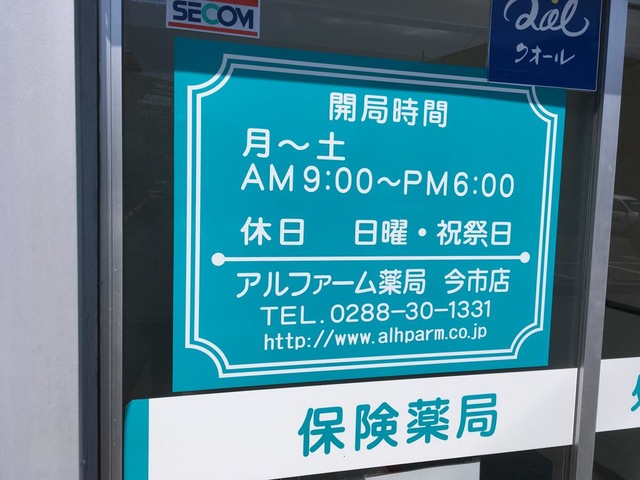 SECOM
Qol
クオール
開局時間
月～土
AM9:00～PM6:00
休日　日曜・祝祭日
アルファーム薬局　今市店
TEL.0288-30-1331
http://www.alhparm.co.jp
保険薬局